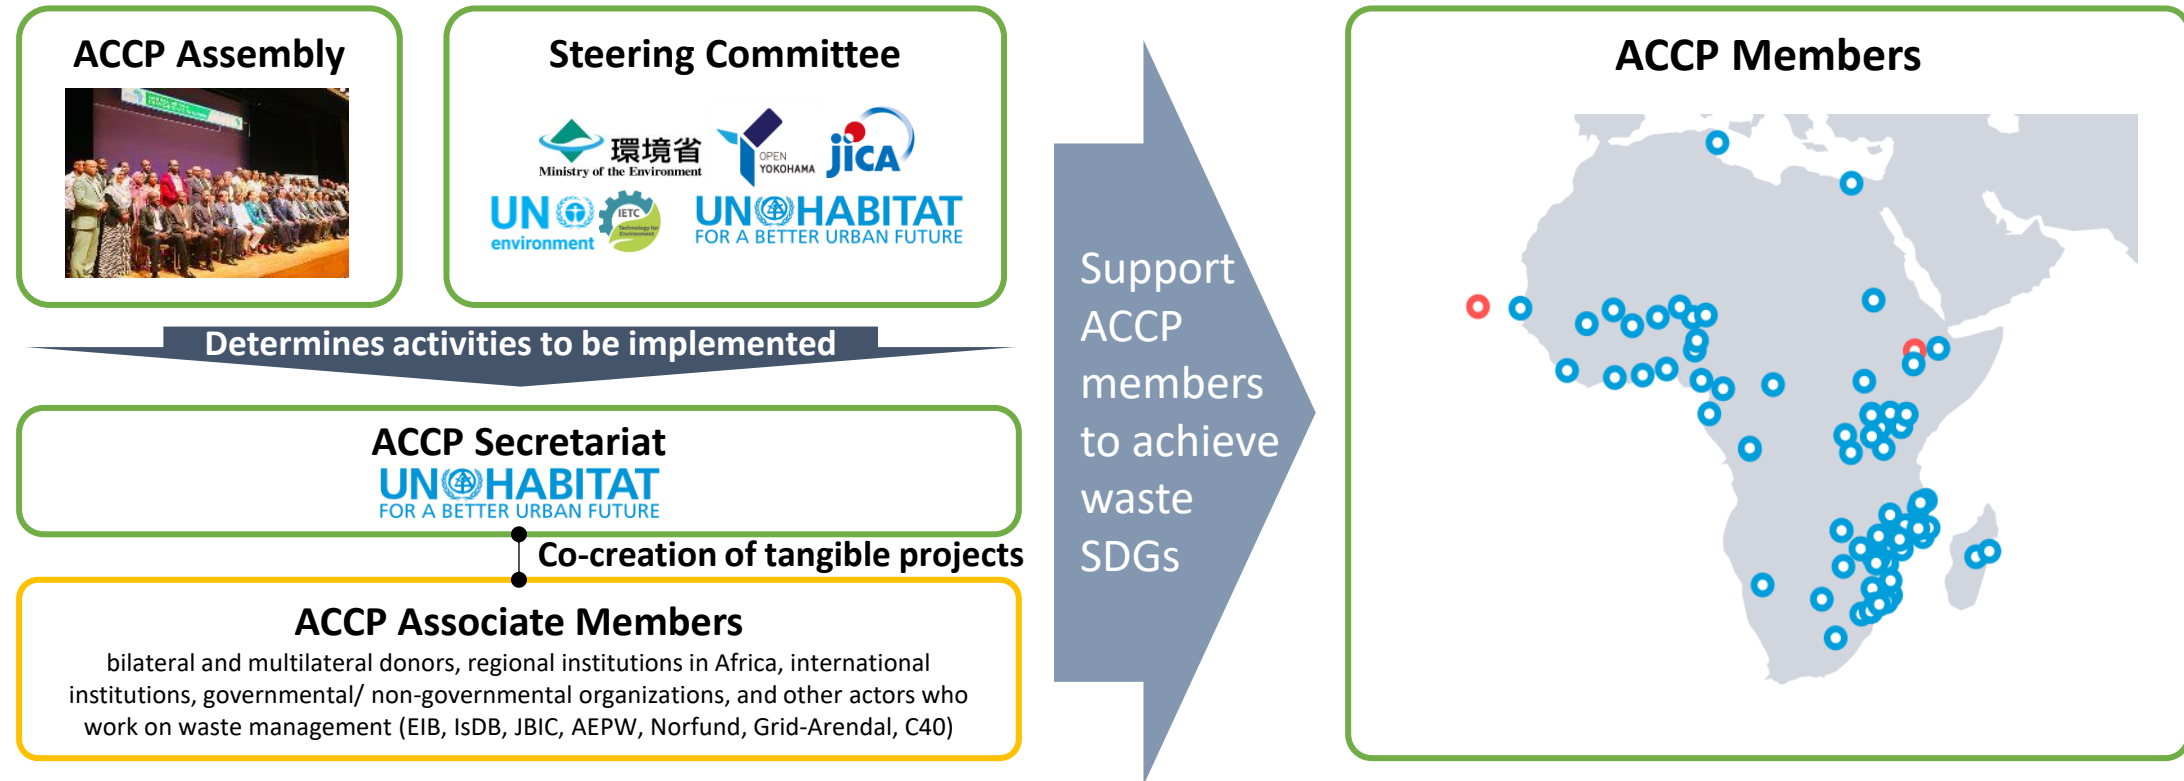 ACCP Assembly
Steering Committee
環境省
Ministry of the Environment
OPEN
YOKOHAMA
jICA
UN
environment
IETC
Technology for
Environment
UN HABITAT
FOR A BETTER URBAN FUTURE
Determines activities to be implemented
ACCP Secretariat
UN HABITAT
FOR A BETTER URBAN FUTURE
Co-creation of tangible projects
ACCP Associate Members
bilateral and multilateral donors, regional institutions in Africa, international
institutions, governmental/ non-governmental organizations, and other actors who
work on waste management (EIB, IsDB, JBIC, AEPW, Norfund, Grid-Arendal, C40)
Support
ACCP
members
to achieve
waste
SDGs
ACCP Members